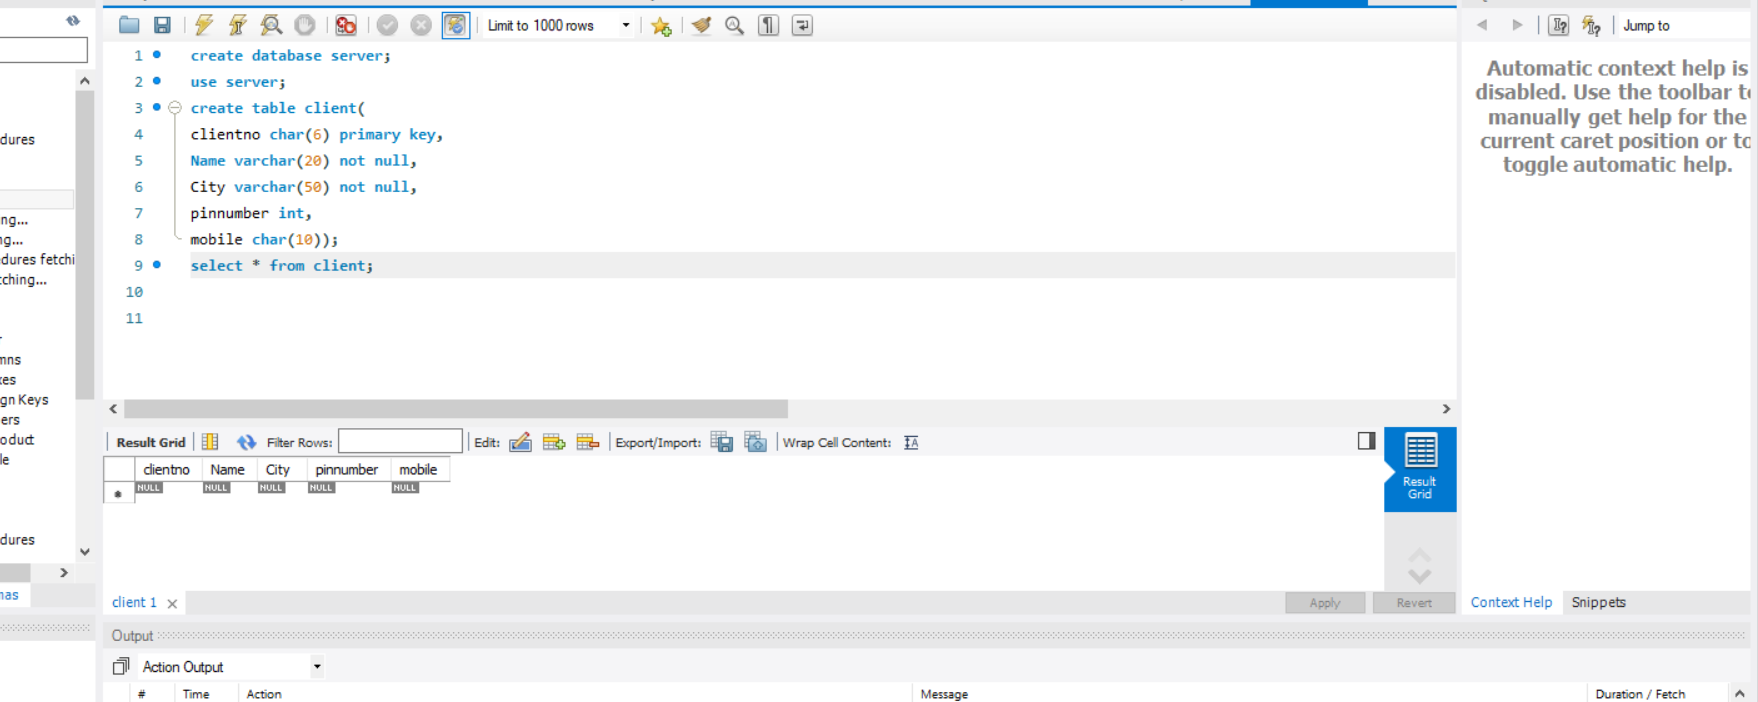 Limit to 1000 rows
Jump to
1 create database server;
2 use server;
3 create table client(
4 clientno char(6) primary key,
5 Name varchar(20) not null,
6 City varchar(50) not null,
7 pinnumber int,
8 mobile char(10));
9 select * from client;
10
11
Automatic context help is
disabled. Use the toolbar to
manually get help for the
current caret position or to
toggle automatic help.
dures
ng...
ng...
dures fetchi
ching...
mns
xes
gn Keys
ers
oduct
le
dures
mas
Result Grid Filter Rows: Edit: Export/Import: Wrap Cell Content: IA
clientno Name City pinnumber mobile
NULL NULL NULL NULL NULL
Result
Grid
client 1 Apply Revert
Context Help Snippets
Output
Action Output
# Time Action Message Duration / Fetch